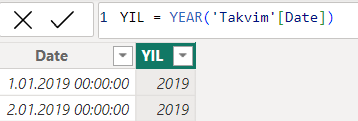 1 YIL = YEAR('Takvim'[Date])
Date YIL
1.01.2019 00:00:00 2019
2.01.2019 00:00:00 2019